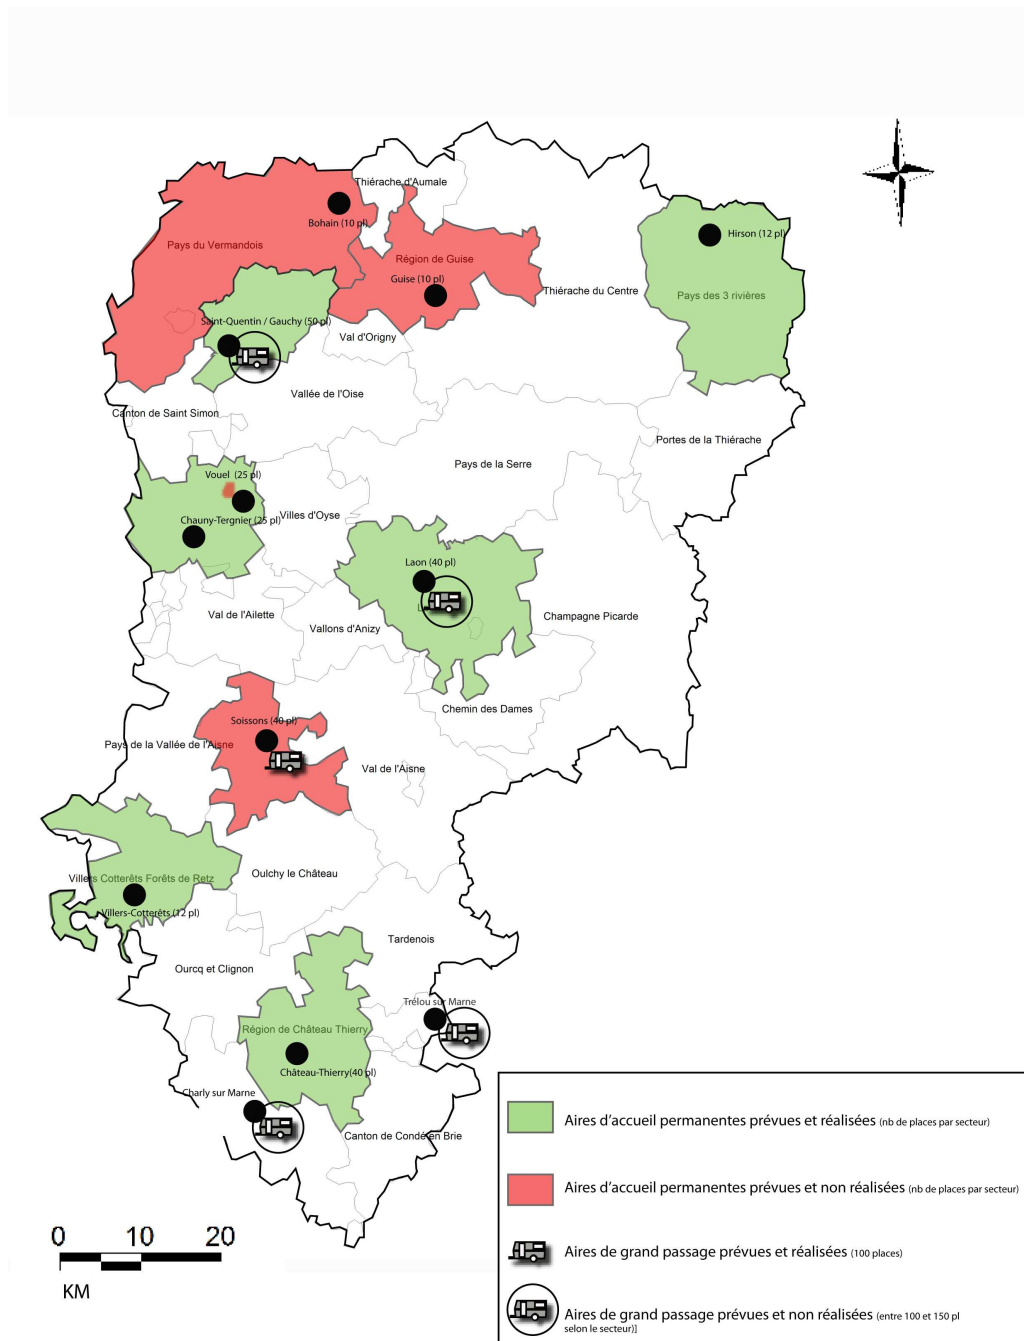 Thiérache d'Aumale
Bohain (10 pl)
Hirson (12 pl)
Pays du Vermandois
Région de Guise
Guise (10 pl)
Thiérache du Centre
Pays des 3 rivières
Saint-Quentin / Gauchy (50 pl)
Val d'Origny
Vallée de l'Oise
Canton de Saint Simon
Portes de la Thiérache
Pays de la Serre
Vouel (25 pl)
Villes d'Oyse
Chauny-Tergnier (25 pl)
Laon (40 pl)
Val de l'Ailette
Vallons d'Anizy
Champagne Picarde
Chemin des Dames
Soissons (40 pl)
Pays de la Vallée de l'Aisne
Val de l'Aisne
Oulchy le Château
Villers Cotterêts Forêts de Retz
Villers-Cotterêts (12 pl)
Tardenois
Ourcq et Clignon
Trélou sur Marne
Région de Château Thierry
Château-Thierry(40 pl)
Charly sur Marne
Canton de Condé en Brie
0 10 20
KM
Aires d'accueil permanentes prévues et réalisées (nb de places par secteur)
Aires d'accueil permanentes prévues et non réalisées (nb de places par secteur)
Aires de grand passage prévues et réalisées (100 places)
Aires de grand passage prévues et non réalisées (entre 100 et 150 pl
selon le secteur)]